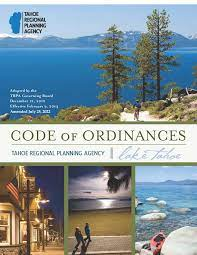 TAHOE
REGIONAL
PLANNING
AGENCY
Adopted by the
TRPA Governing Board
December 12, 2012
Effective February 9, 2013
Amended July 25, 2022
CODE OF ORDINANCES
TAHOE REGIONAL PLANNING AGENCY
lake tahoe